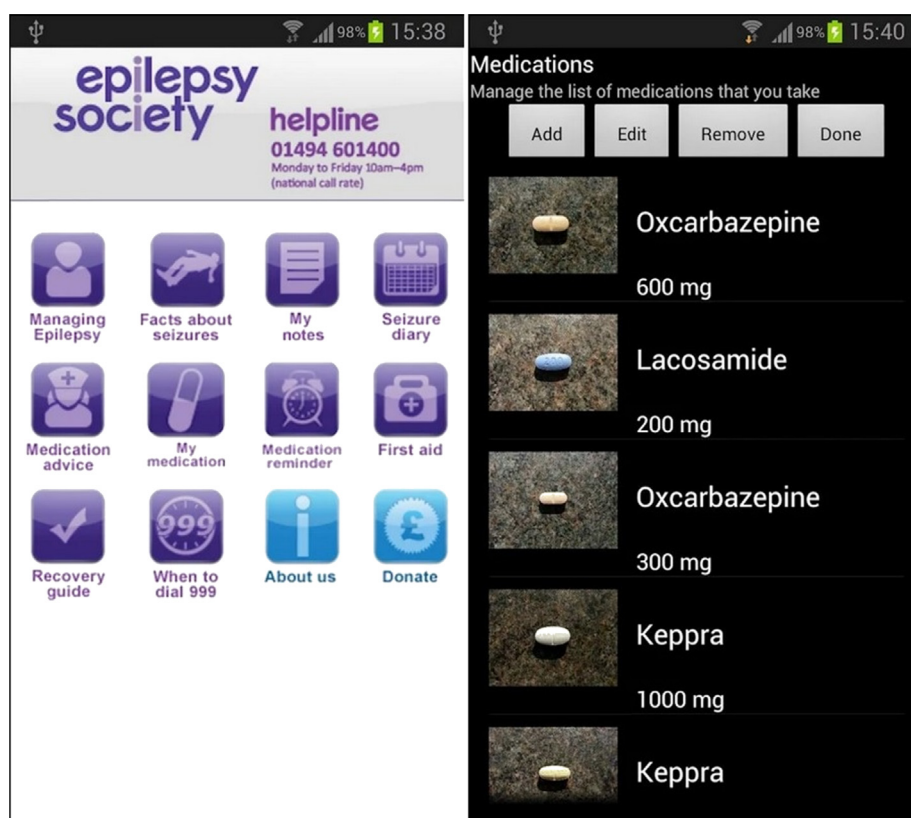 98% 15:38
epilepsy
society
helpline
01494 601400
Monday to Friday 10am–4pm
(national call rate)
Managing
Epilepsy
Facts about
seizures
My
notes
Seizure
diary
Medication
advice
My
medication
Medication
reminder
First aid
999
Recovery
guide
When to
dial 999
About us
£
Donate
98% 15:40
Medications
Manage the list of medications that you take
Add Edit Remove Done
Oxcarbazepine
600 mg
Lacosamide
200 mg
Oxcarbazepine
300 mg
Keppra
1000 mg
Keppra